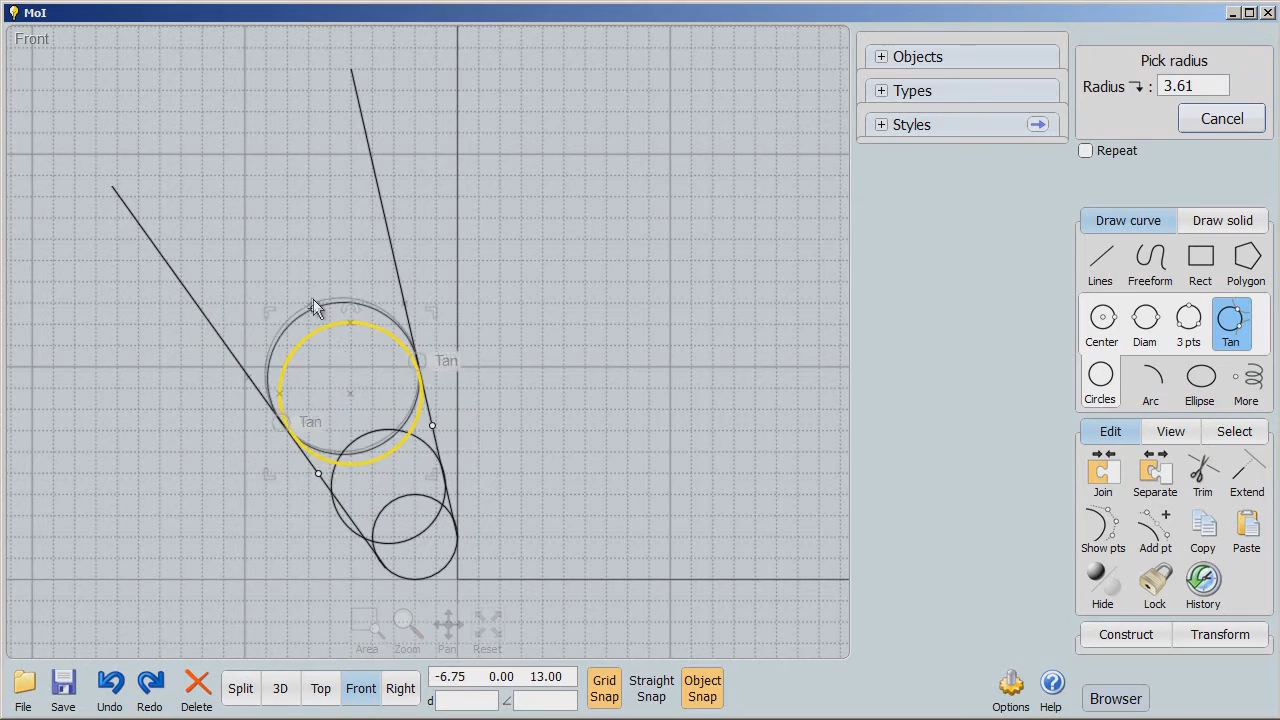 MoI
Front
Tan
Tan
Area Zoom Pan Reset
Objects
Types
Styles
Pick radius
Radius : 3.61
Cancel
Repeat
Draw curve Draw solid
Lines Freeform Rect Polygon
Center Diam 3 pts Tan
Circles Arc Ellipse More
Edit View Select
Join Separate Trim Extend
Show pts Add pt Copy Paste
Hide Lock History
Construct Transform
File Save Undo Redo Delete
Split 3D Top Front Right
-6.75 0.00 13.00
d
Grid Snap
Straight Snap
Object Snap
Options Help
Browser